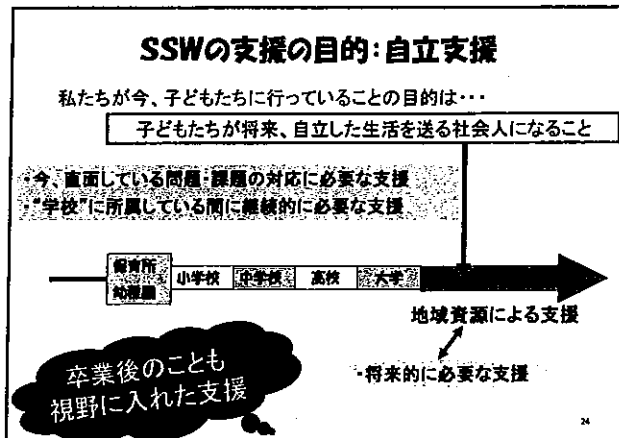 SSWの支援の目的：自立支援
私たちが今、子どもたちに行っていることの目的は・・・
子どもたちが将来、自立した生活を送る社会人になること
・今、直面している問題・課題の対応に必要な支援
・“学校”に所属している間に継続的に必要な支援
保育所
幼稚園
小学校
中学校
高校
大学
地域資源による支援
・将来的に必要な支援
卒業後のことも
視野に入れた支援
24